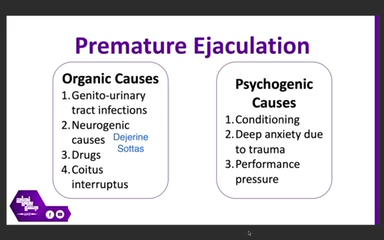 Premature Ejaculation
Organic Causes
1. Genito-urinary
tract infections
2. Neurogenic
causes
Dejerine
Sottas
3. Drugs
4. Coitus
interruptus
Psychogenic
Causes
1. Conditioning
2. Deep anxiety due
to trauma
3. Performance
pressure